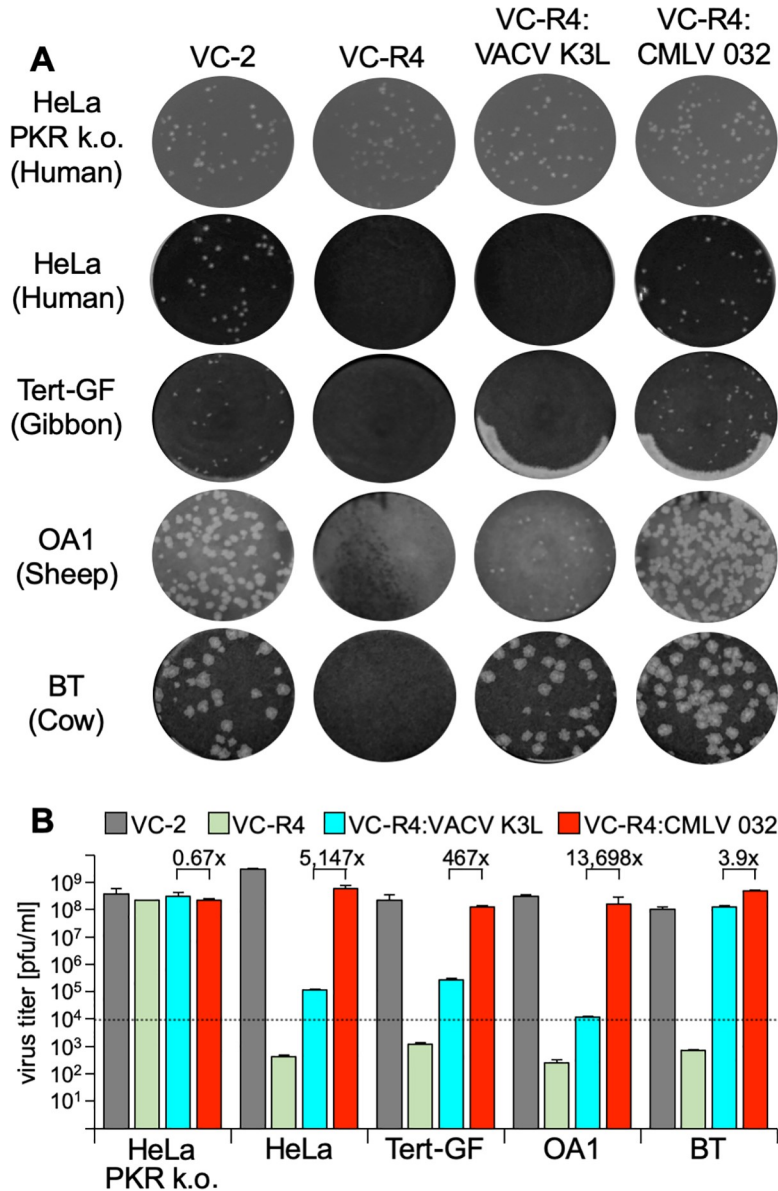 A
VC-2
VC-R4
VC-R4:
VACV K3L
VC-R4:
CMLV 032
HeLa
PKR k.o.
(Human)
HeLa
(Human)
Tert-GF
(Gibbon)
OA1
(Sheep)
BT
(Cow)
B
VC-2 VC-R4 VC-R4:VACV K3L VC-R4:CMLV 032
0.67x 5,147x 467x 13,698x 3.9x
virus titer [pfu/ml]
10⁹
10⁸
10⁷
10⁶
10⁵
10⁴
10³
10²
10¹
HeLa
PKR k.o.
HeLa
Tert-GF
OA1
BT